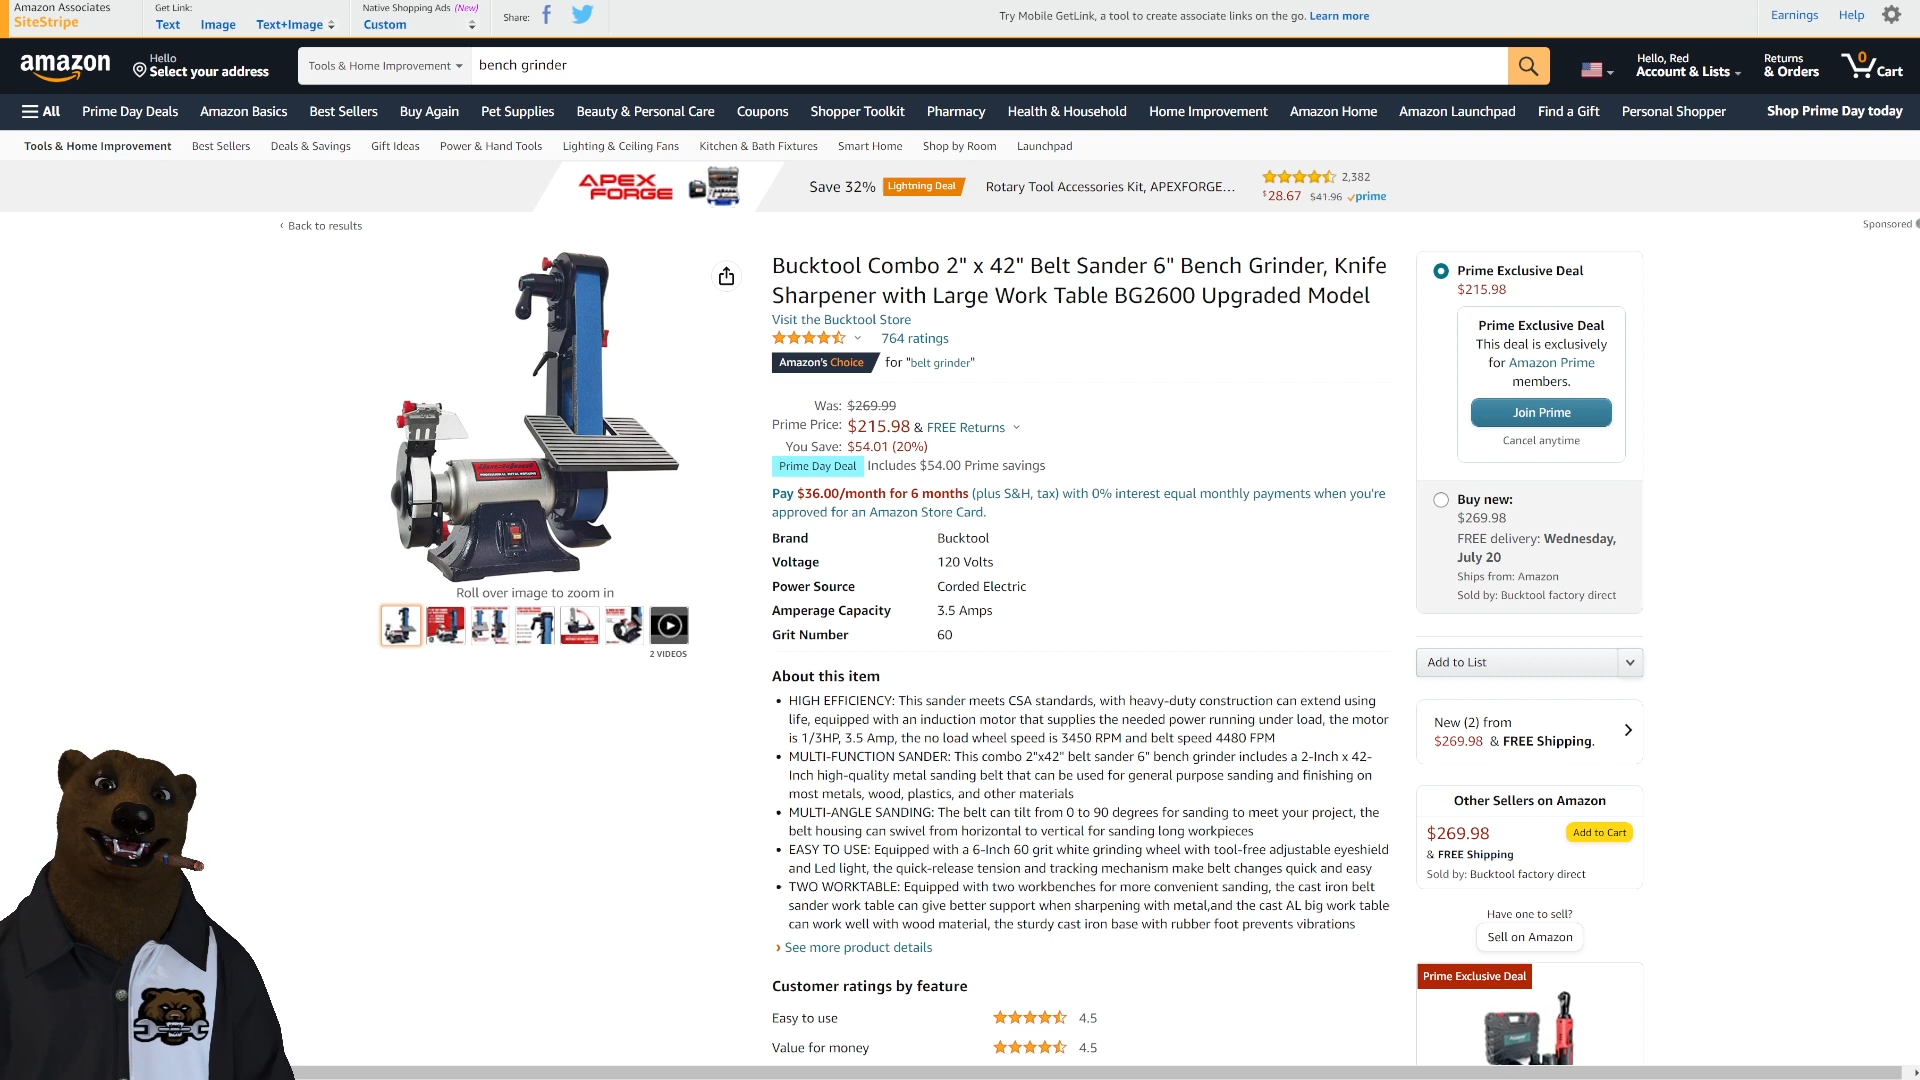 Amazon Associates
SiteStripe
Get Link:
Text Image Text+Image
Native Shopping Ads (New)
Custom
Share:
Try Mobile GetLink, a tool to create associate links on the go. Learn more
Earnings Help
amazon
Hello
Select your address
Tools & Home Improvement
bench grinder
Hello, Red
Account & Lists
Returns
& Orders
0
Cart
All Prime Day Deals Amazon Basics Best Sellers Buy Again Pet Supplies Beauty & Personal Care Coupons Shopper Toolkit Pharmacy Health & Household Home Improvement Amazon Home Amazon Launchpad Find a Gift Personal Shopper Shop Prime Day today
Tools & Home Improvement Best Sellers Deals & Savings Gift Ideas Power & Hand Tools Lighting & Ceiling Fans Kitchen & Bath Fixtures Smart Home Shop by Room Launchpad
APEX
FORGE
Save 32% Lightning Deal Rotary Tool Accessories Kit, APEXFORGE...
2,382
$28.67 $41.96 prime
‹ Back to results
Sponsored
Bucktool Combo 2" x 42" Belt Sander 6" Bench Grinder, Knife
Sharpener with Large Work Table BG2600 Upgraded Model
Visit the Bucktool Store
764 ratings
Amazon's Choice for "belt grinder"
Was: $269.99
Prime Price: $215.98 & FREE Returns
You Save: $54.01 (20%)
Prime Day Deal Includes $54.00 Prime savings
Pay $36.00/month for 6 months (plus S&H, tax) with 0% interest equal monthly payments when you're
approved for an Amazon Store Card.
Brand Bucktool
Voltage 120 Volts
Power Source Corded Electric
Amperage Capacity 3.5 Amps
Grit Number 60
Roll over image to zoom in
2 VIDEOS
About this item
• HIGH EFFICIENCY: This sander meets CSA standards, with heavy-duty construction can extend using
life, equipped with an induction motor that supplies the needed power running under load, the motor
is 1/3HP, 3.5 Amp, the no load wheel speed is 3450 RPM and belt speed 4480 FPM
• MULTI-FUNCTION SANDER: This combo 2"x42" belt sander 6" bench grinder includes a 2-Inch x 42-
Inch high-quality metal sanding belt that can be used for general purpose sanding and finishing on
most metals, wood, plastics, and other materials
• MULTI-ANGLE SANDING: The belt can tilt from 0 to 90 degrees for sanding to meet your project, the
belt housing can swivel from horizontal to vertical for sanding long workpieces
• EASY TO USE: Equipped with a 6-Inch 60 grit white grinding wheel with tool-free adjustable eyeshield
and Led light, the quick-release tension and tracking mechanism make belt changes quick and easy
• TWO WORKTABLE: Equipped with two workbenches for more convenient sanding, the cast iron belt
sander work table can give better support when sharpening with metal,and the cast AL big work table
can work well with wood material, the sturdy cast iron base with rubber foot prevents vibrations
› See more product details
Customer ratings by feature
Easy to use 4.5
Value for money 4.5
Prime Exclusive Deal
$215.98
Prime Exclusive Deal
This deal is exclusively
for Amazon Prime
members.
Join Prime
Cancel anytime
Buy new:
$269.98
FREE delivery: Wednesday,
July 20
Ships from: Amazon
Sold by: Bucktool factory direct
Add to List
New (2) from
$269.98 & FREE Shipping.
Other Sellers on Amazon
$269.98 Add to Cart
& FREE Shipping
Sold by: Bucktool factory direct
Have one to sell?
Sell on Amazon
Prime Exclusive Deal